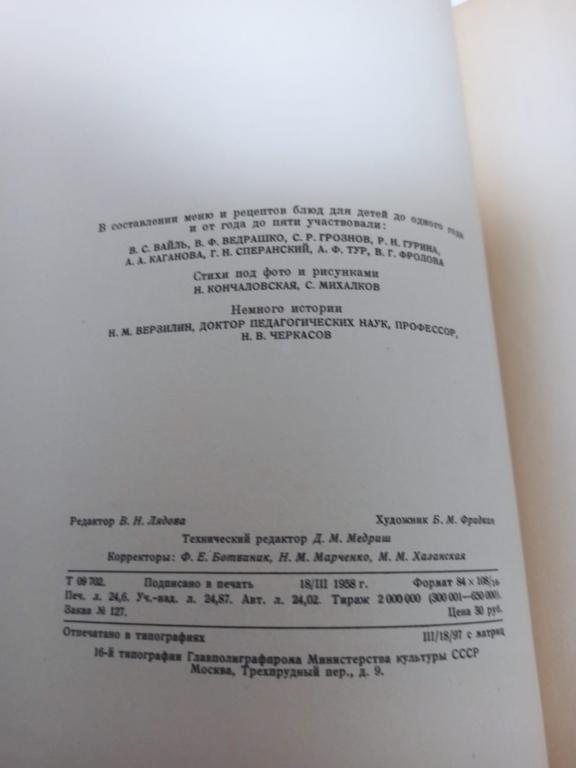 В составлении меню и рецептов блюд для детей до одного года
и от года до пяти участвовали:
В. С. ВАЙЛЬ, В. Ф. ВЕДРАШКО, С. Р. ГРОЗНОВ, Р. Н. ГУРИНА,
А. А. КАГАНОВА, Г. Н. СПЕРАНСКИЙ, А. Ф. ТУР, В. Г. ФРОЛОВА
Стихи под фото и рисунками
Н. КОНЧАЛОВСКАЯ, С. МИХАЛКОВ
Немного истории
Н. М. ВЕРЗИЛИН, ДОКТОР ПЕДАГОГИЧЕСКИХ НАУК, ПРОФЕССОР,
Н. В. ЧЕРКАСОВ
Редактор В. Н. Лядова Художник Б. М. Фрадкин
Технический редактор Д. М. Медриш
Корректоры: Ф. Е. Ботвиник, Н. М. Марченко, М. М. Хазанская
Т 09702. Подписано в печать 18/III 1958 г. Формат 84 × 108/16
Печ. л. 24,6. Уч.-изд. л. 24,87. Авт. л. 24,02. Тираж 2 000 000 (300 001—650 000).
Заказ № 127. Цена 30 руб.
Отпечатано в типографиях III/18/97 с матриц
16-й типографии Главполиграфпрома Министерства культуры СССР
Москва, Трехпрудный пер., д. 9.